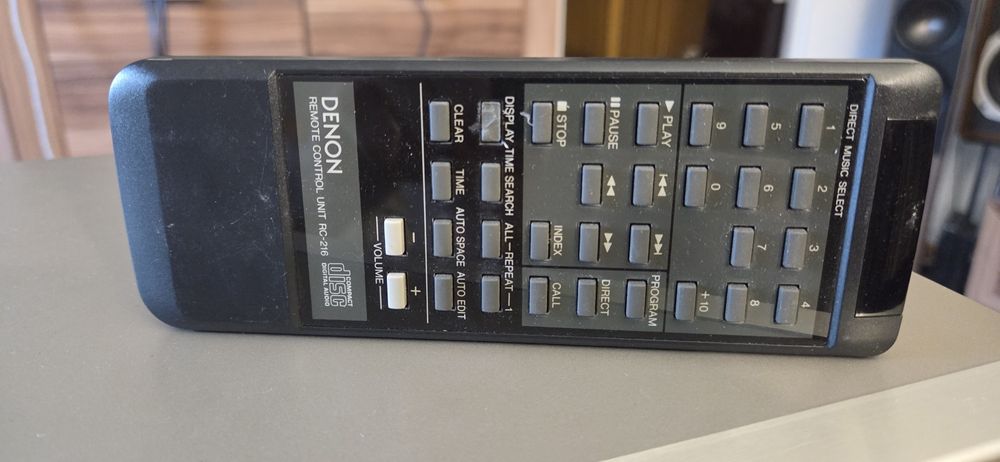 DIRECT MUSIC SELECT
1 2 3 4
5 6 7 8
9 0 +10
▶PLAY ⏮ ⏭ PROGRAM
⏸PAUSE ◀◀ ▶▶ DIRECT
⏹STOP INDEX CALL
DISPLAY TIME SEARCH ALL—REPEAT—1
CLEAR TIME AUTO SPACE AUTO EDIT
- +
VOLUME
DENON
REMOTE CONTROL UNIT RC-216
COMPACT
disc
DIGITAL AUDIO